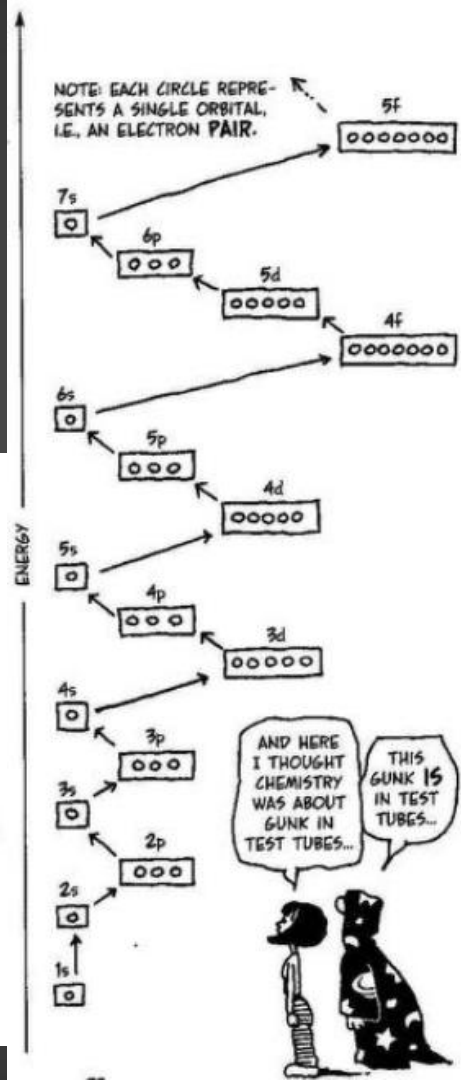 NOTE: EACH CIRCLE REPRE-
SENTS A SINGLE ORBITAL,
I.E., AN ELECTRON PAIR.
5f
7s
6p
5d
4f
6s
5p
4d
ENERGY
5s
4p
3d
4s
3p
3s
2p
2s
1s
AND HERE
I THOUGHT
CHEMISTRY
WAS ABOUT
GUNK IN
TEST TUBES...
THIS
GUNK IS
IN TEST
TUBES...